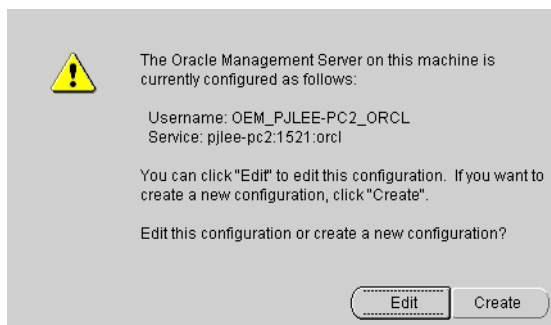 The Oracle Management Server on this machine is
currently configured as follows:
Username: OEM_PJLEE-PC2_ORCL
Service: pjlee-pc2:1521:orcl
You can click "Edit" to edit this configuration. If you want to
create a new configuration, click "Create".
Edit this configuration or create a new configuration?
Edit Create